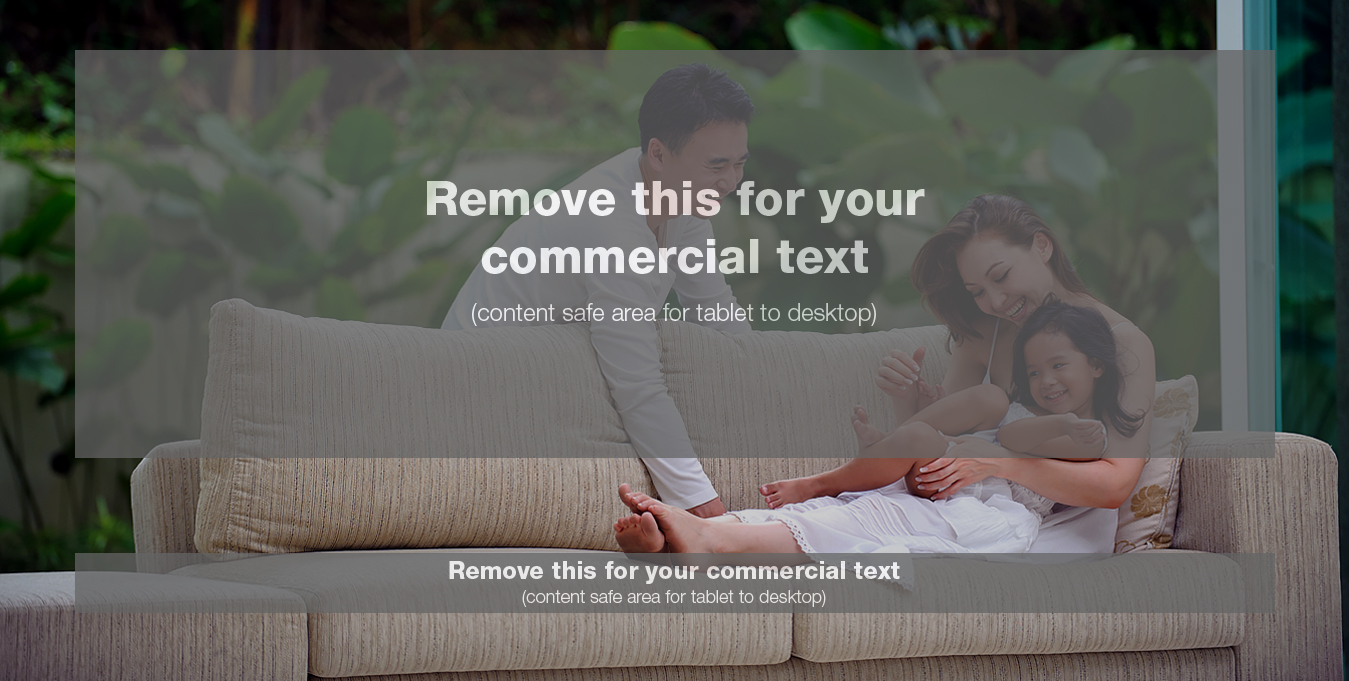 Remove this for your
commercial text
(content safe area for tablet to desktop)
Remove this for your commercial text
(content safe area for tablet to desktop)